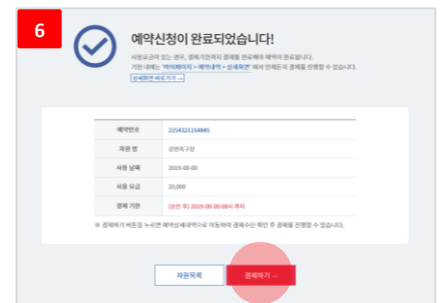 6
예약신청이 완료되었습니다!
사용요금이 있는 경우, 결제기한까지 결제를 완료해야 예약이 완료됩니다.
기한 내에는 '마이페이지 > 예약내역 > 상세화면' 에서 언제든지 결제를 진행할 수 있습니다.
상세화면 바로가기 →
예약번호 2154321154845
자원 명 강변축구장
사용 날짜 2019-00-00
사용 요금 20,000
결제 기한 (승인 후) 2019-00-00 08시 까지
※ 결제하기 버튼을 누르면 예약상세내역으로 이동하여 결제수단 확인 후 결제를 진행할 수 있습니다.
자원목록
결제하기 →